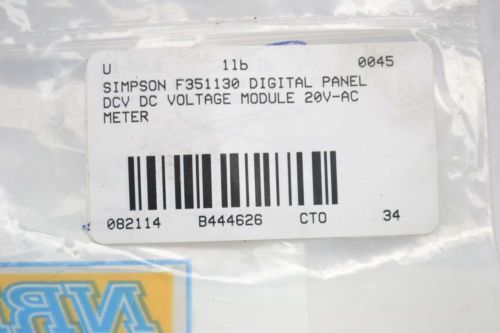 U 11b 0045
SIMPSON F351130 DIGITAL PANEL
DCV DC VOLTAGE MODULE 20V-AC
METER
082114 B444626 CTO 34